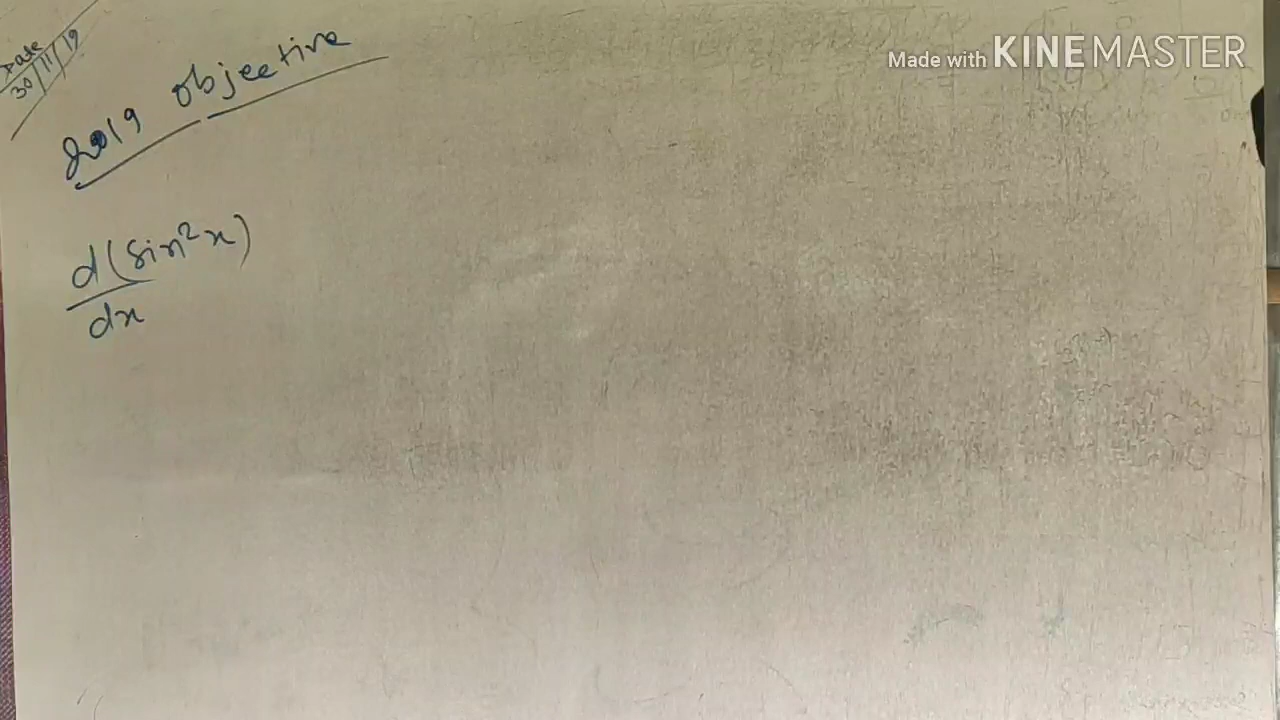 Date
30/11/19
Made with KINEMASTER
2019 objective
d(sin²x)
dx